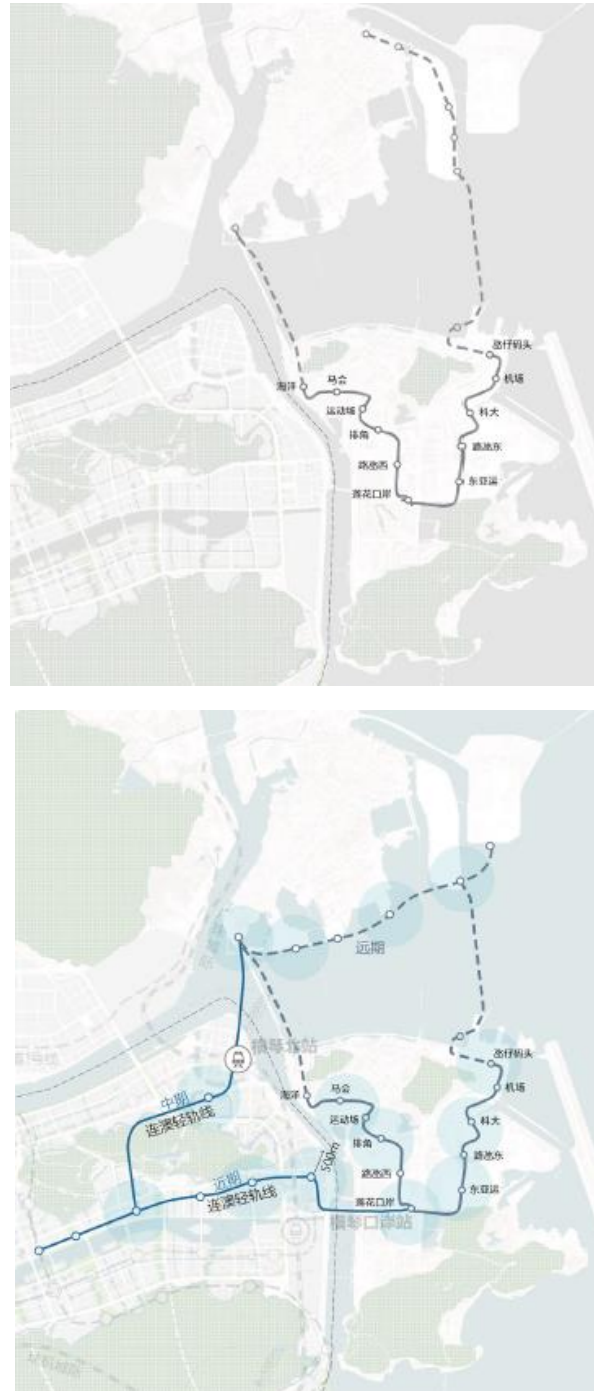 氹仔码头
机场
海洋
马会
科大
运动场
排角
路氹东
路氹西
东亚运
莲花口岸
远期
横琴北站
氹仔码头
中期
连澳轻轨线
海洋
马会
机场
运动场
科大
排角
500m
路氹东
近期
连澳轻轨线
路氹西
东亚运
莲花口岸
横琴口岸站